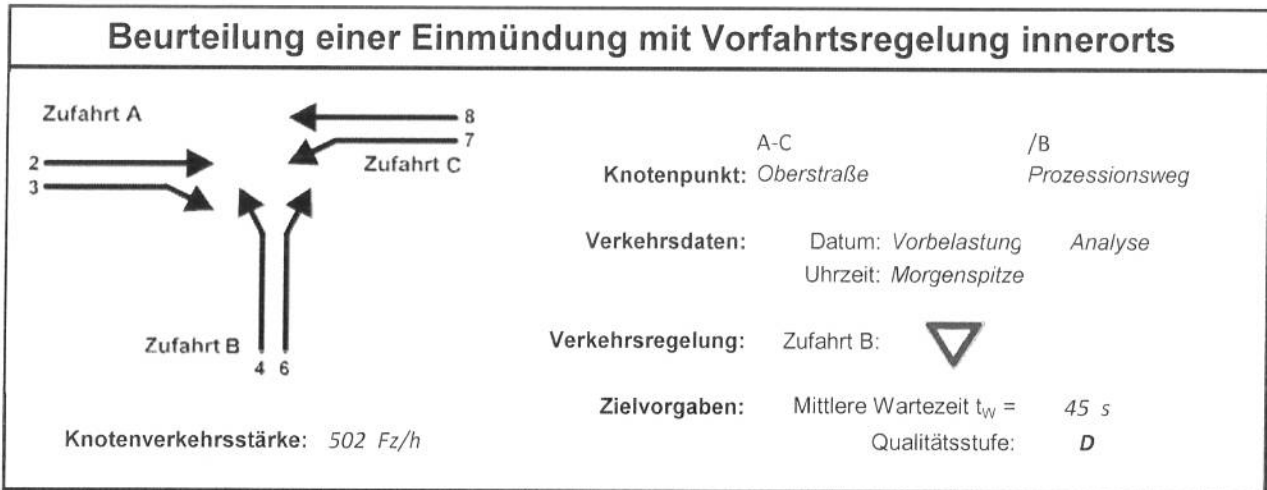 Beurteilung einer Einmündung mit Vorfahrtsregelung innerorts
Zufahrt A
8
7
2
3
Zufahrt C
Zufahrt B
4 6
Knotenverkehrsstärke: 502 Fz/h
A-C /B
Knotenpunkt: Oberstraße Prozessionsweg
Verkehrsdaten: Datum: Vorbelastung Analyse
Uhrzeit: Morgenspitze
Verkehrsregelung: Zufahrt B:
Zielvorgaben: Mittlere Wartezeit tW = 45 s
Qualitätsstufe: D